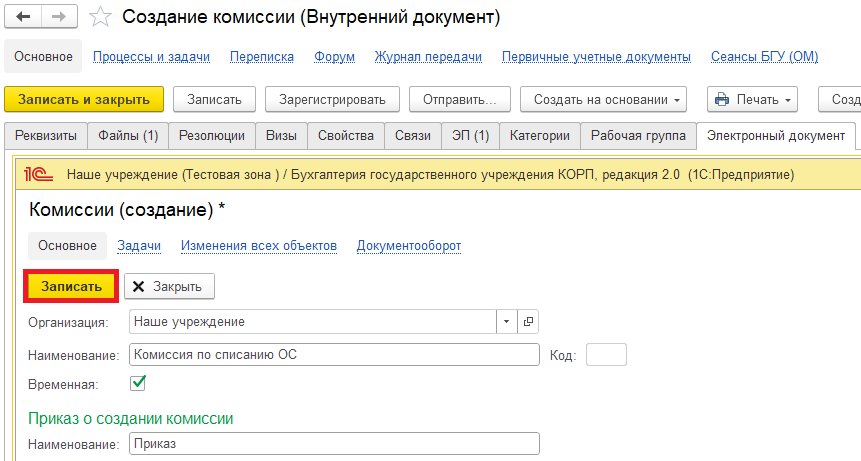 Создание комиссии (Внутренний документ)
Основное Процессы и задачи Переписка Форум Журнал передачи Первичные учетные документы Сеансы БГУ (ОМ)
Записать и закрыть Записать Зарегистрировать Отправить... Создать на основании Печать Созд
Реквизиты Файлы (1) Резолюции Визы Свойства Связи ЭП (1) Категории Рабочая группа Электронный документ
1С Наше учреждение (Тестовая зона ) / Бухгалтерия государственного учреждения КОРП, редакция 2.0 (1С:Предприятие)
Комиссии (создание) *
Основное Задачи Изменения всех объектов Документооборот
Записать Закрыть
Организация: Наше учреждение
Наименование: Комиссия по списанию ОС Код:
Временная:
Приказ о создании комиссии
Наименование: Приказ